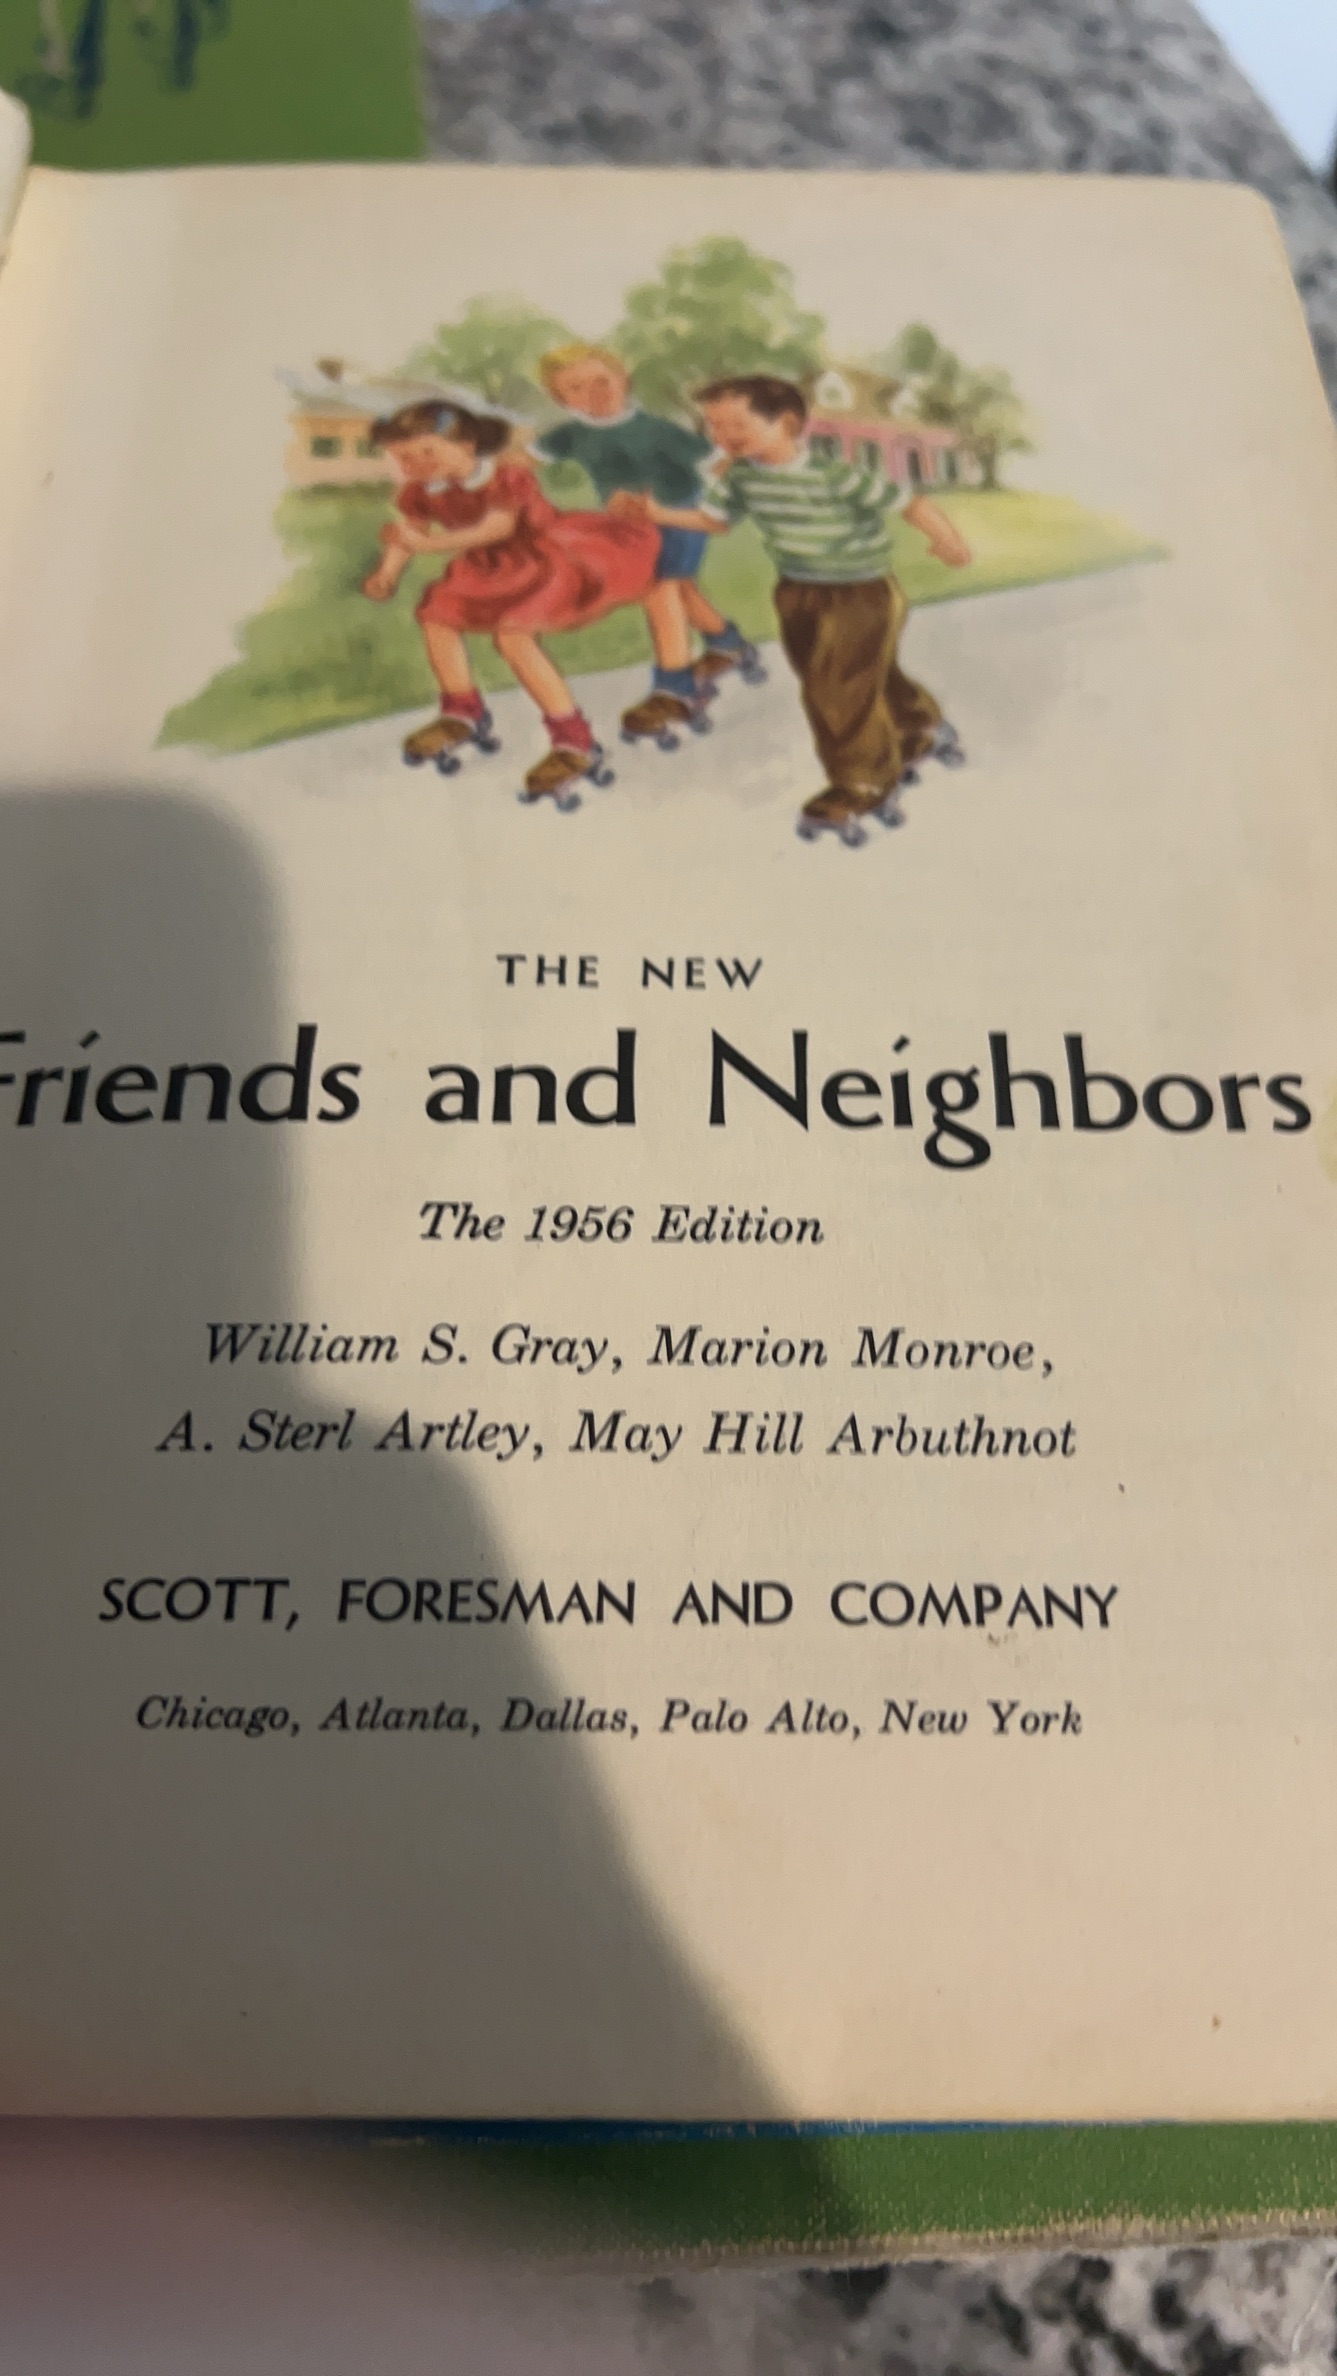 THE NEW
Friends and Neighbors
The 1956 Edition
William S. Gray, Marion Monroe,
A. Sterl Artley, May Hill Arbuthnot
SCOTT, FORESMAN AND COMPANY
Chicago, Atlanta, Dallas, Palo Alto, New York